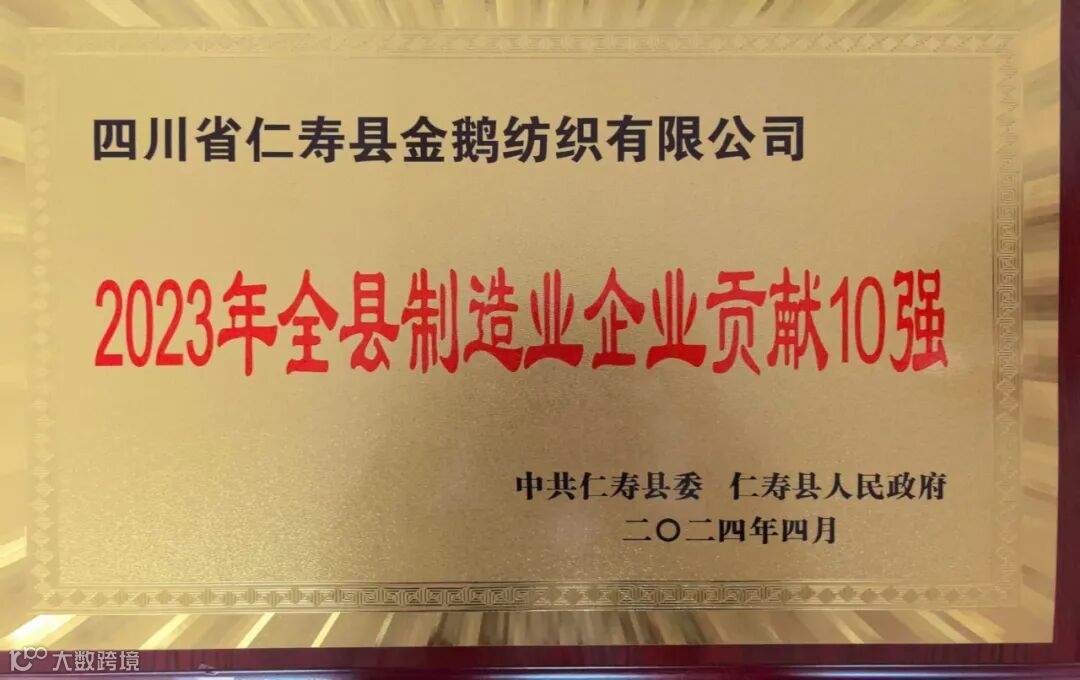 四川省仁寿县金鹅纺织有限公司
2023年全县制造业企业贡献10强
中共仁寿县委 仁寿县人民政府
二〇二四年四月
大数跨境